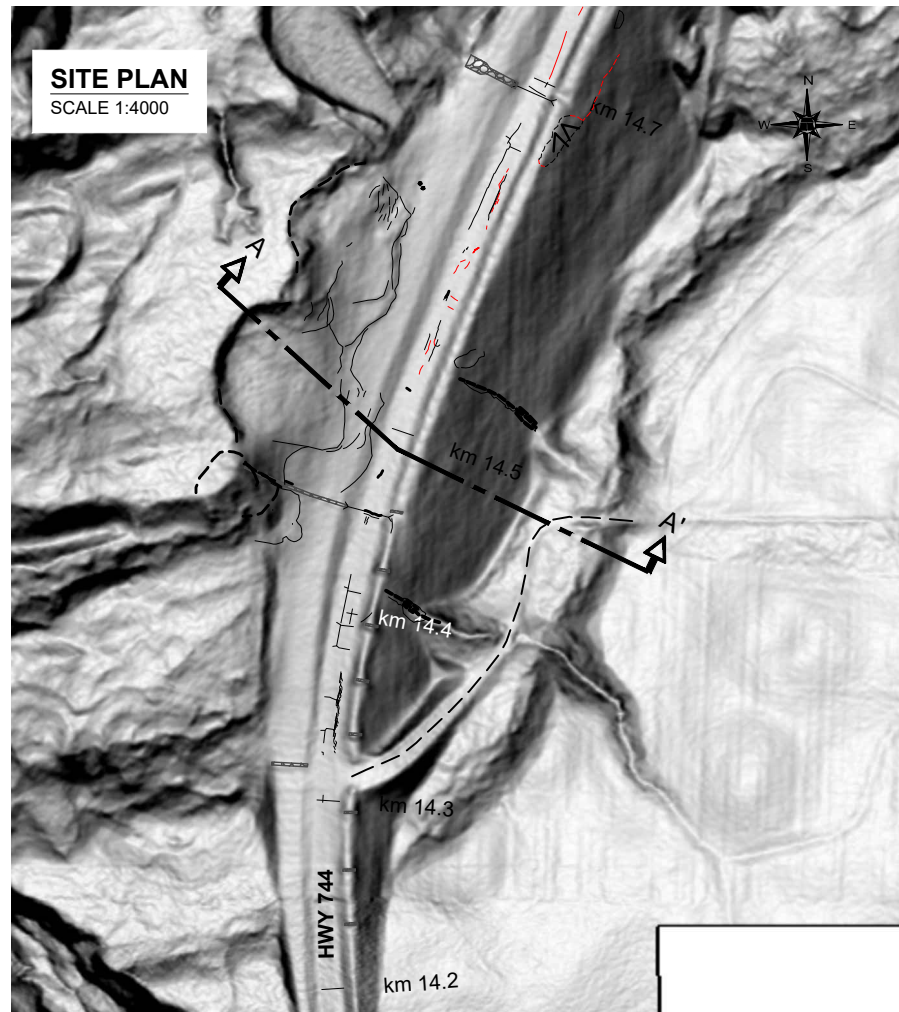 SITE PLAN
SCALE 1:4000
N
W
E
S
km 14.7
A
km 14.5
A'
km 14.4
km 14.3
HWY 744
km 14.2